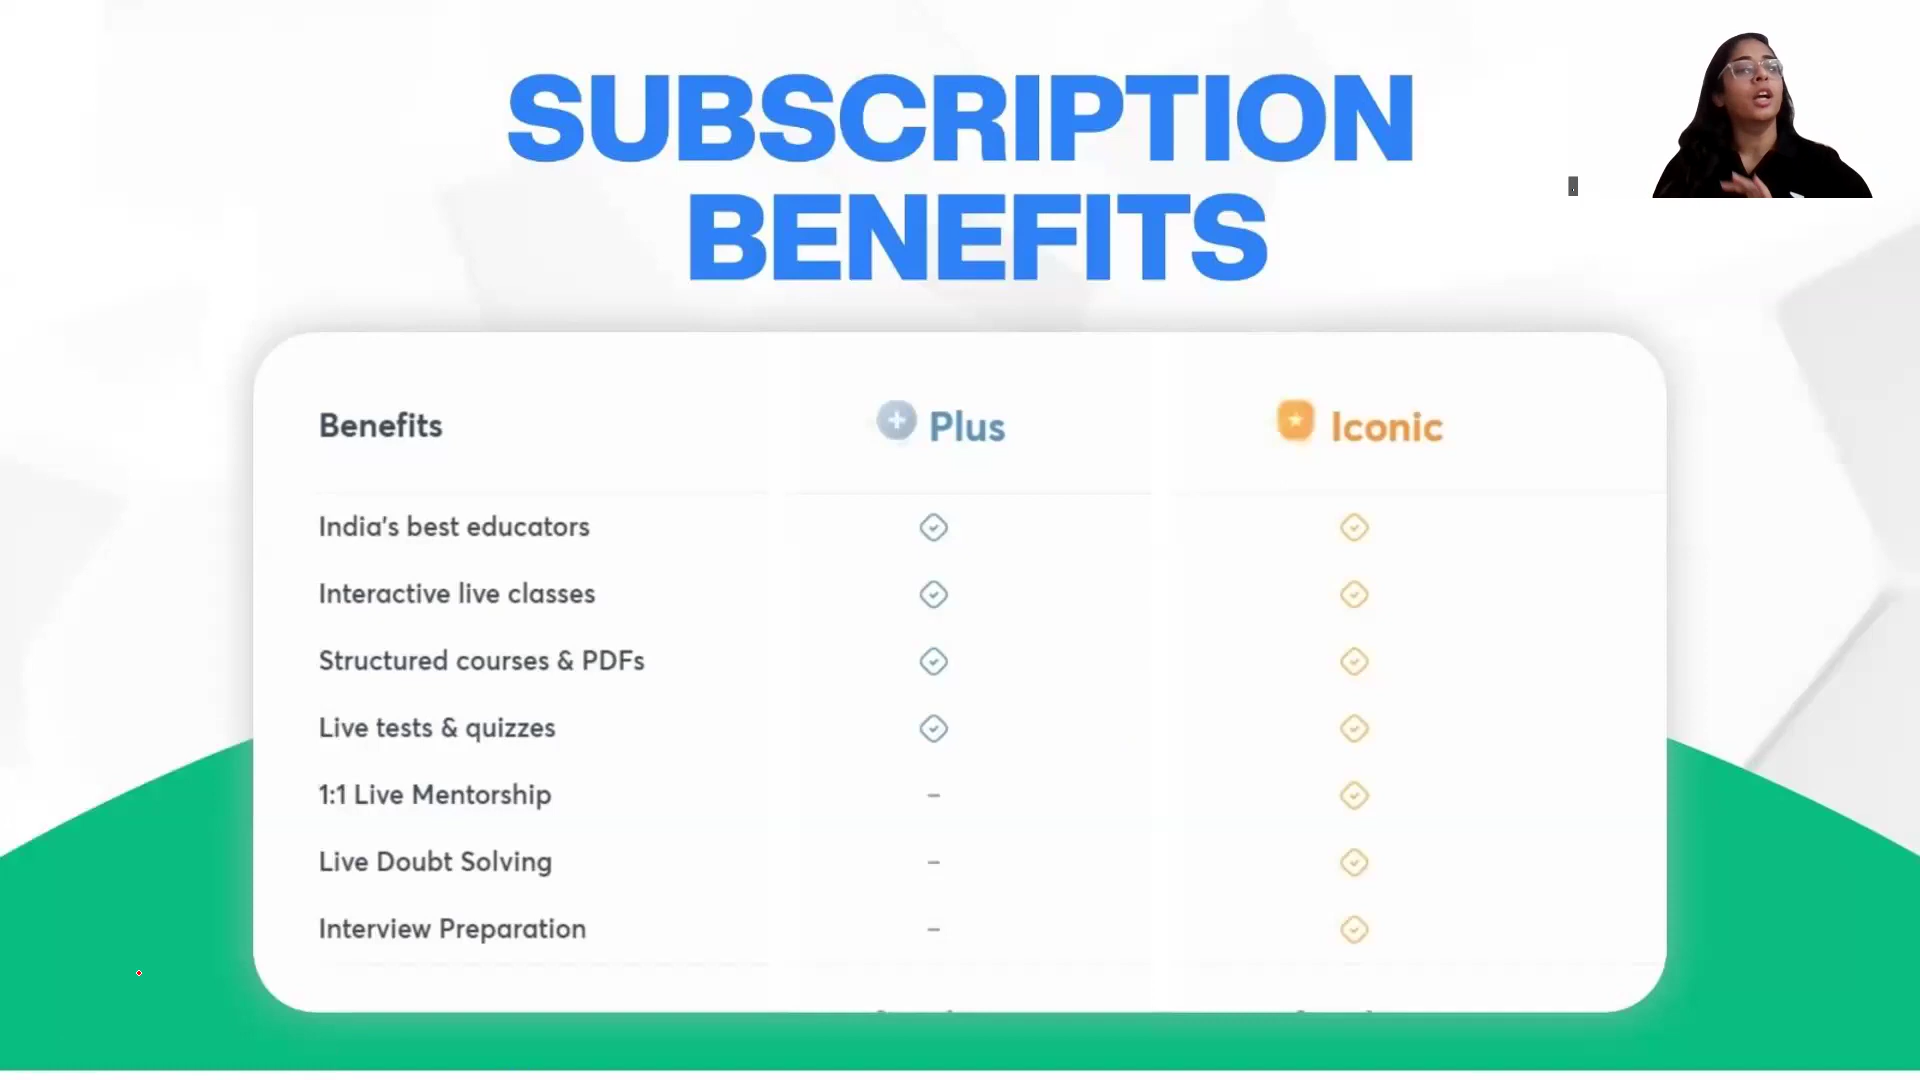 SUBSCRIPTION
BENEFITS
Benefits Plus Iconic
India's best educators
Interactive live classes
Structured courses & PDFs
Live tests & quizzes
1:1 Live Mentorship –
Live Doubt Solving –
Interview Preparation –